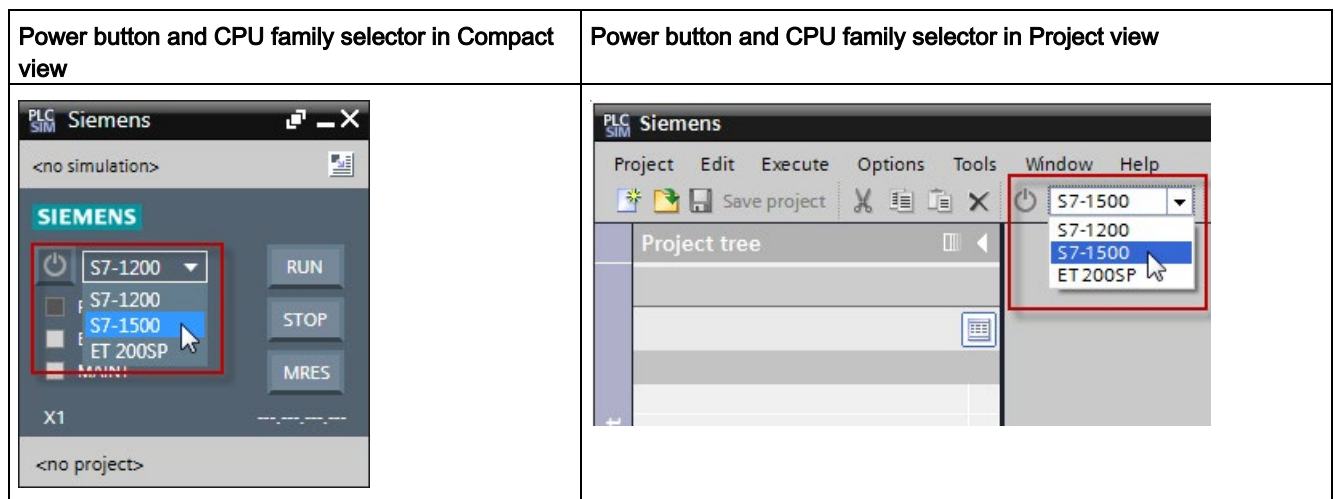 Power button and CPU family selector in Compact
view
Power button and CPU family selector in Project view
PLC
SIM
Siemens
<no simulation>
SIEMENS
S7-1200
RUN
S7-1200
S7-1500
STOP
ET 200SP
MAINT
MRES
X1
---.---.---.---
<no project>
PLC
SIM
Siemens
Project Edit Execute Options Tools Window Help
Save project
S7-1500
S7-1200
S7-1500
ET 200SP
Project tree